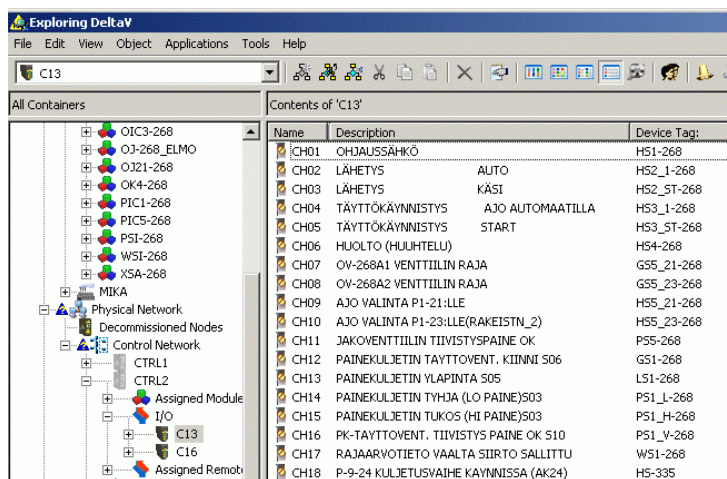 Exploring DeltaV
File Edit View Object Applications Tools Help
C13
All Containers
Contents of 'C13'
OIC3-268
OJ-268_ELMO
OJ21-268
OK4-268
PIC1-268
PIC5-268
PSI-268
WSI-268
XSA-268
MIKA
Physical Network
Decommissioned Nodes
Control Network
CTRL1
CTRL2
Assigned Module
I/O
C13
C16
Assigned Remot
Name Description Device Tag:
CH01 OHJAUSSÄHKÖ HS1-268
CH02 LÄHETYS AUTO HS2_1-268
CH03 LÄHETYS KÄSI HS2_ST-268
CH04 TÄYTTÖKÄYNNISTYS AJO AUTOMAATILLA HS3_1-268
CH05 TÄYTTÖKÄYNNISTYS START HS3_ST-268
CH06 HUOLTO (HUUHTELU) HS4-268
CH07 OV-268A1 VENTTIILIN RAJA GS5_21-268
CH08 OV-268A2 VENTTIILIN RAJA GS5_23-268
CH09 AJO VALINTA P1-21:LLE HS5_21-268
CH10 AJO VALINTA P1-23:LLE(RAKEISTN_2) HS5_23-268
CH11 JAKOVENTTIILIN TIIVISTYSPAINE OK PS5-268
CH12 PAINEKULJETIN TAYTTOVENT. KIINNI S06 GS1-268
CH13 PAINEKULJETIN YLAPINTA S05 LS1-268
CH14 PAINEKULJETIN TYHJA (LO PAINE)S03 PS1_L-268
CH15 PAINEKULJETIN TUKOS (HI PAINE)S03 PS1_H-268
CH16 PK-TAYTTOVENT. TIIVISTYS PAINE OK S10 PS1_V-268
CH17 RAJAARVOTIETO VAALTA SIIRTO SALLITTU WS1-268
CH18 P-9-24 KULJETUSVAIHE KAYNNISSA (AK24) HS-335